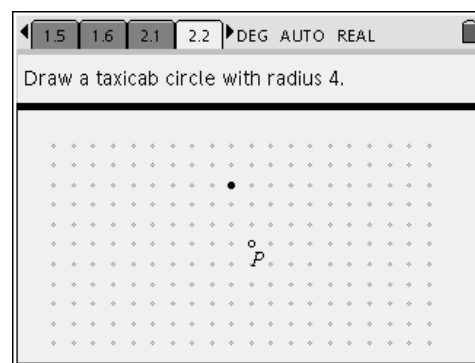 1.5 1.6 2.1 2.2 DEG AUTO REAL
Draw a taxicab circle with radius 4.
P